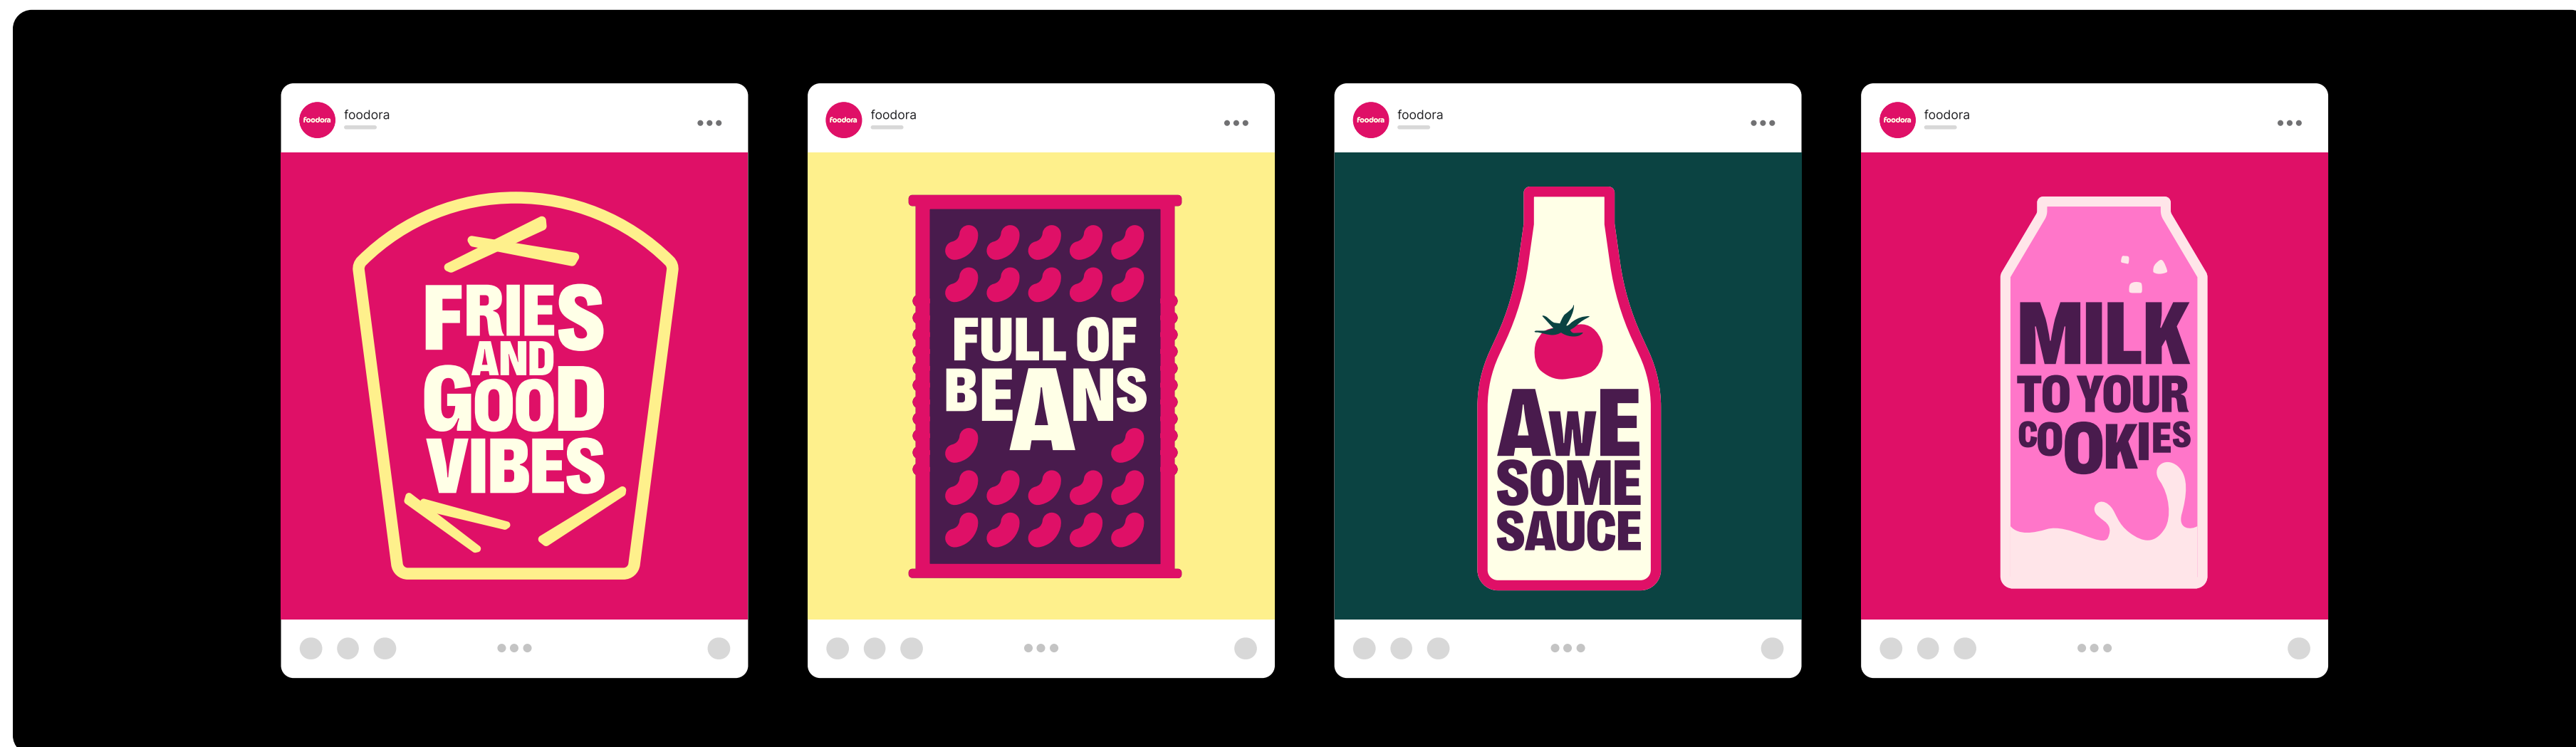 foodora
foodora
FRIES
AND
GOOD
VIBES
foodora
foodora
FULL OF
BEANS
foodora
foodora
AwE
SOME
SAUCE
foodora
foodora
MILK
TO YOUR
COOKIES